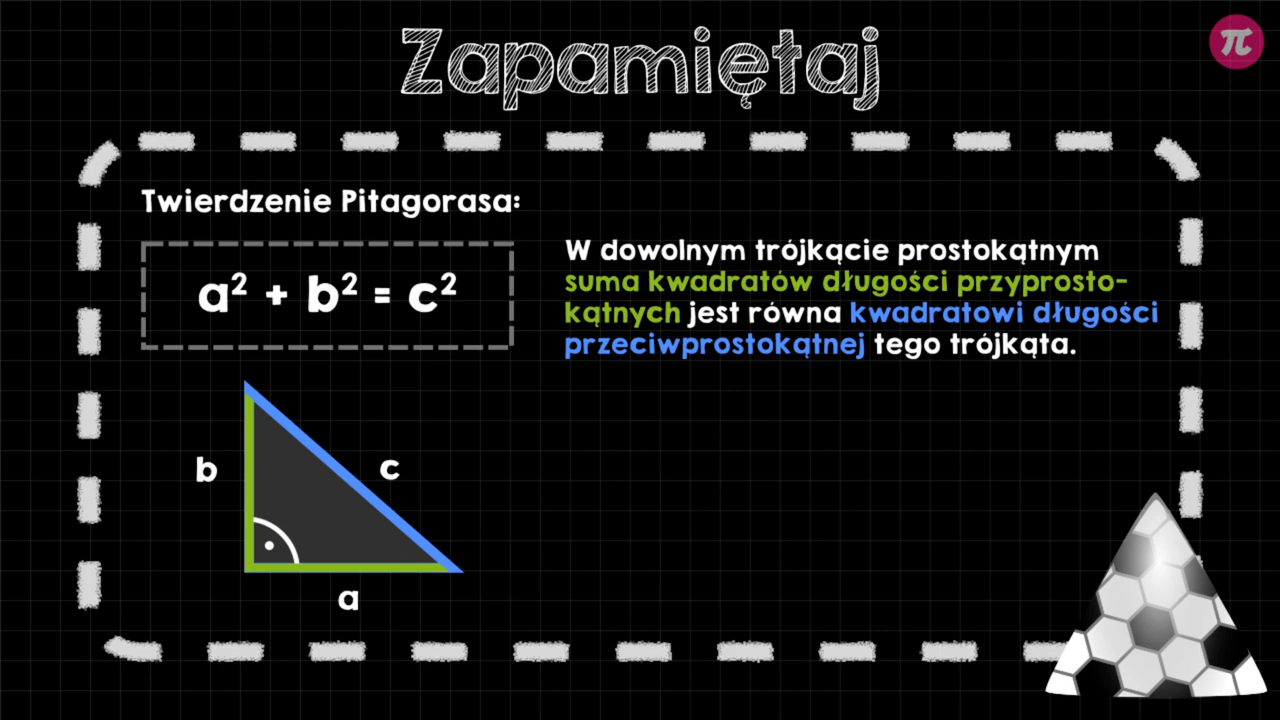 Zapamiętaj
π
Twierdzenie Pitagorasa:
a² + b² = c²
W dowolnym trójkącie prostokątnym
suma kwadratów długości przyprosto-
kątnych jest równa kwadratowi długości
przeciwprostokątnej tego trójkąta.
b
c
a